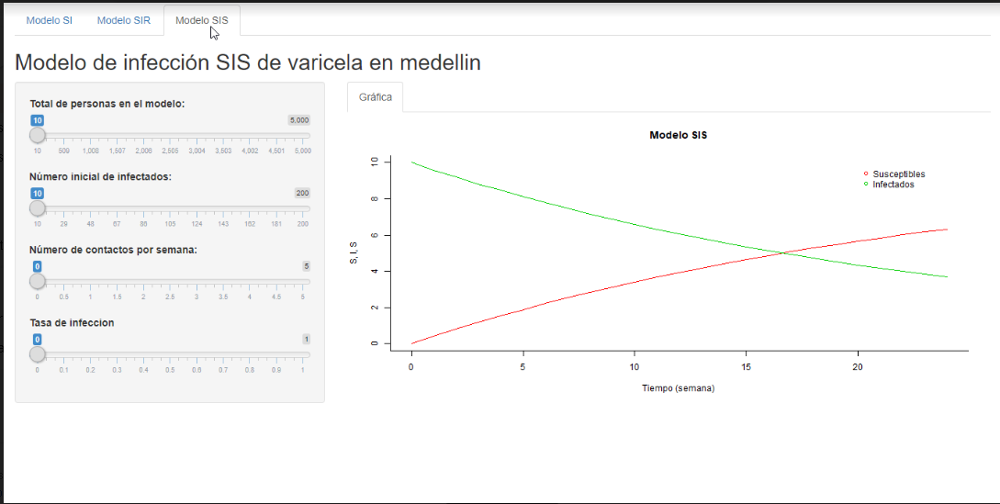 Modelo SI Modelo SIR Modelo SIS
Modelo de infección SIS de varicela en medellin
Total de personas en el modelo:
10 5,000
10 509 1,008 1,507 2,006 2,505 3,004 3,503 4,002 4,501 5,000
Número inicial de infectados:
10 200
10 29 48 67 86 105 124 143 162 181 200
Número de contactos por semana:
0 5
0 0.5 1 1.5 2 2.5 3 3.5 4 4.5 5
Tasa de infeccion
0 1
0 0.1 0.2 0.3 0.4 0.5 0.6 0.7 0.8 0.9 1
Gráfica
Modelo SIS
Susceptibles
Infectados
S, I, S
10
8
6
4
2
0
0 5 10 15 20
Tiempo (semana)